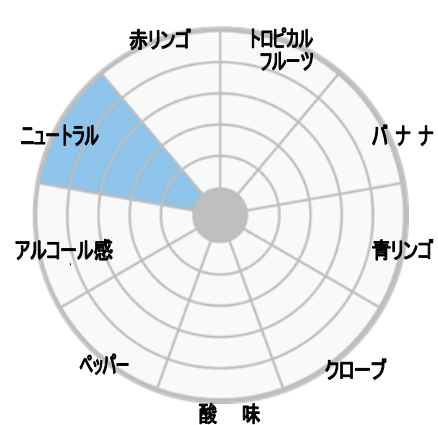 赤リンゴ
トロピカル
フルーツ
ニュートラル
バナナ
アルコール感
青リンゴ
ペッパー
クローブ
酸 味